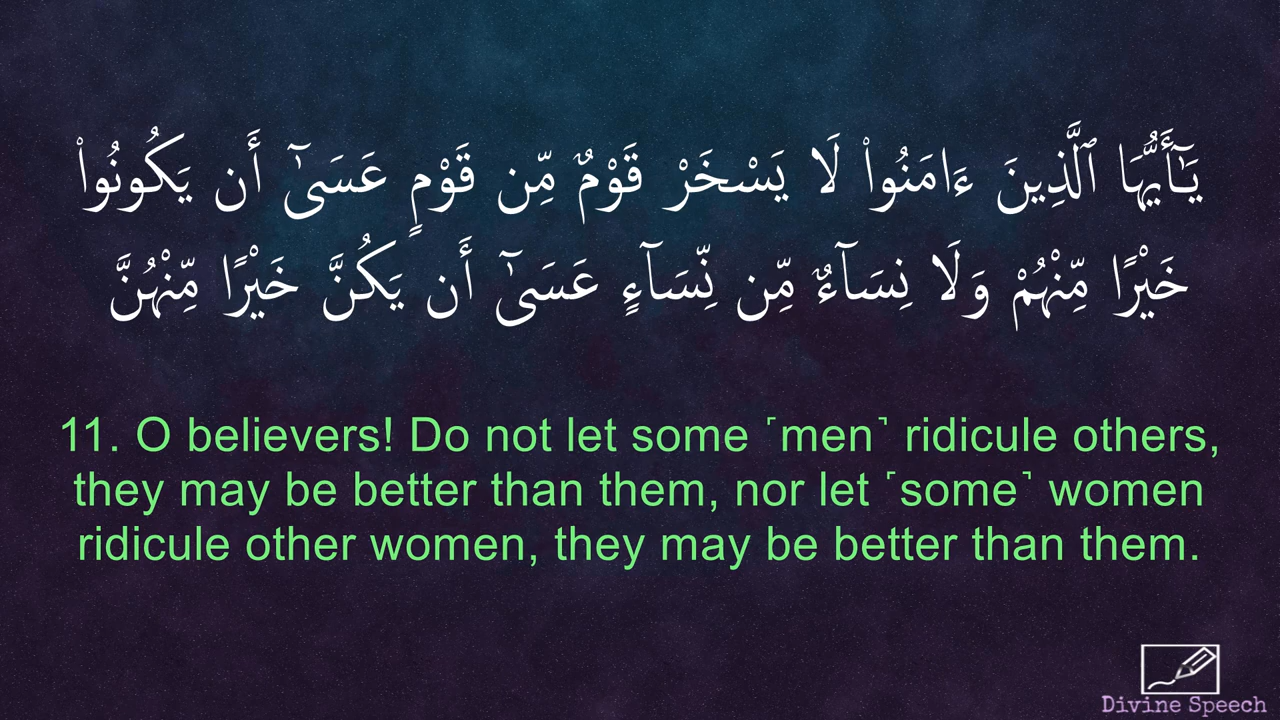 يَـٰٓأَيُّهَا ٱلَّذِينَ ءَامَنُوا۟ لَا يَسْخَرْ قَوْمٌ مِّن قَوْمٍ عَسَىٰٓ أَن يَكُونُوا۟
خَيْرًا مِّنْهُمْ وَلَا نِسَآءٌ مِّن نِّسَآءٍ عَسَىٰٓ أَن يَكُنَّ خَيْرًا مِّنْهُنَّ
11. O believers! Do not let some ˹men˺ ridicule others,
they may be better than them, nor let ˹some˺ women
ridicule other women, they may be better than them.
Divine Speech